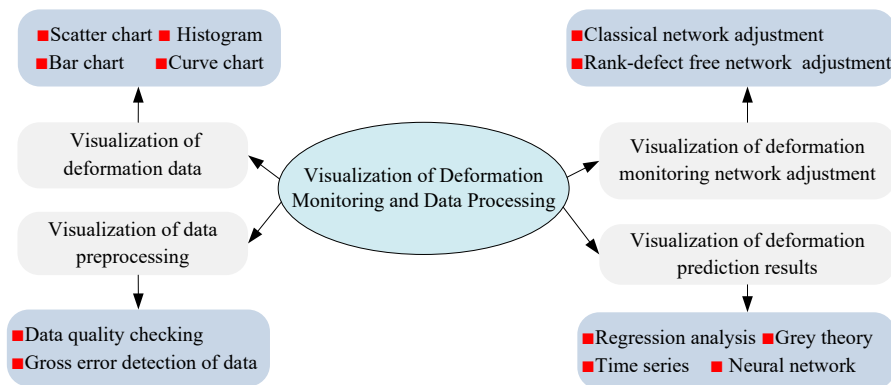 ■Scatter chart ■ Histogram
■Bar chart ■Curve chart
Visualization of
deformation data
Visualization of data
preprocessing
■Data quality checking
■Gross error detection of data
Visualization of Deformation
Monitoring and Data Processing
■Classical network adjustment
■Rank-defect free network adjustment
Visualization of deformation
monitoring network adjustment
Visualization of deformation
prediction results
■Regression analysis ■Grey theory
■Time series ■ Neural network